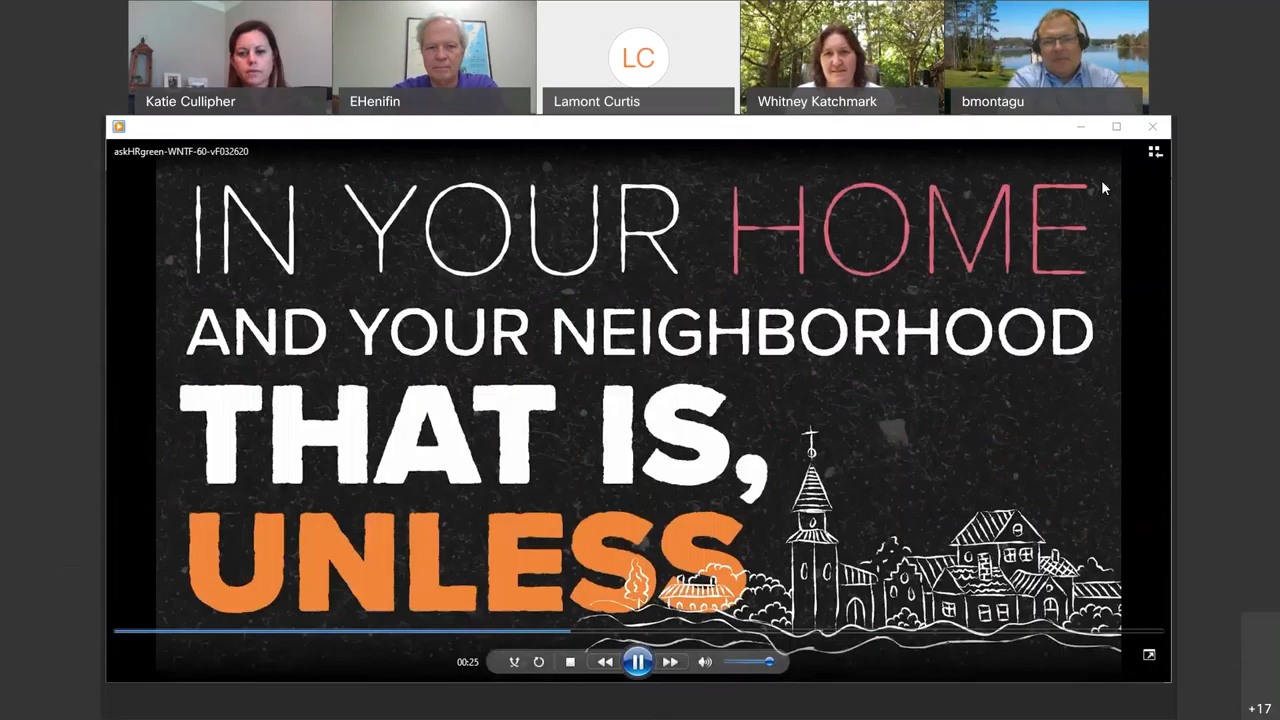 LC
Katie Cullipher
EHenifin
Lamont Curtis
Whitney Katchmark
bmontagu
askHRgreen-WNTF-60-vF032620
IN YOUR HOME
AND YOUR NEIGHBORHOOD
THAT IS,
UNLESS
00:25
+17